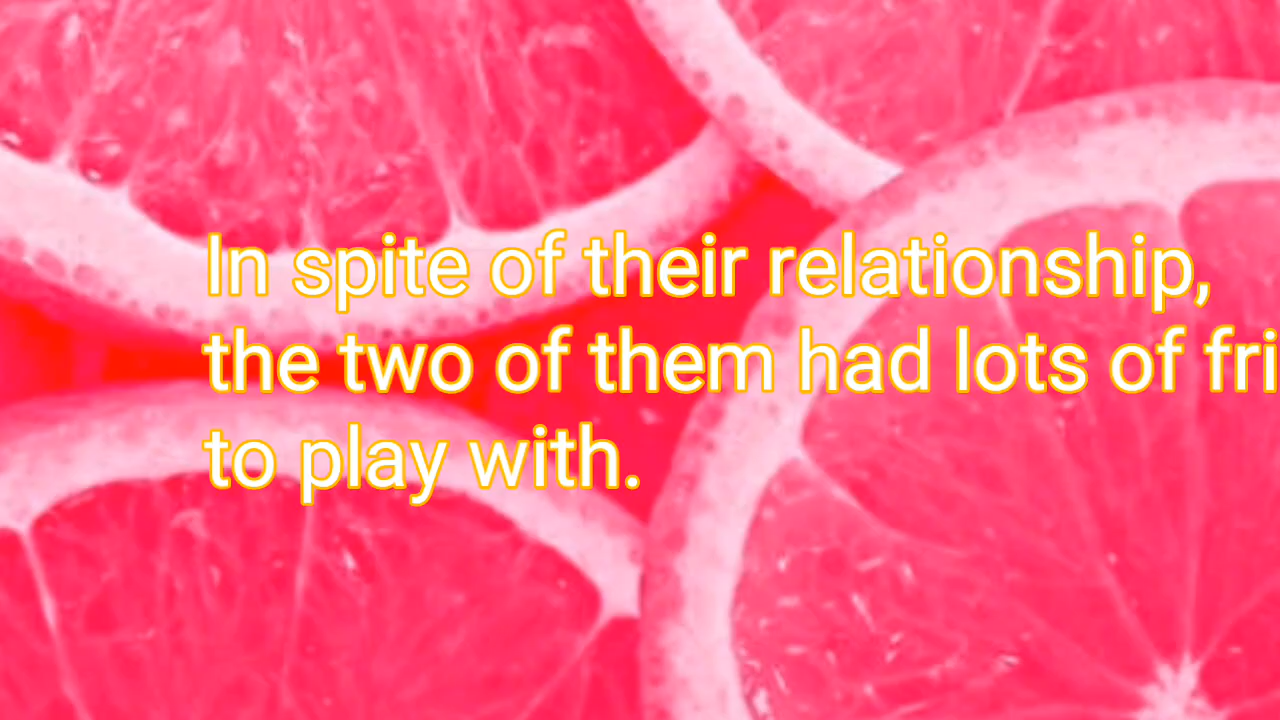 In spite of their relationship,
the two of them had lots of fri
to play with.